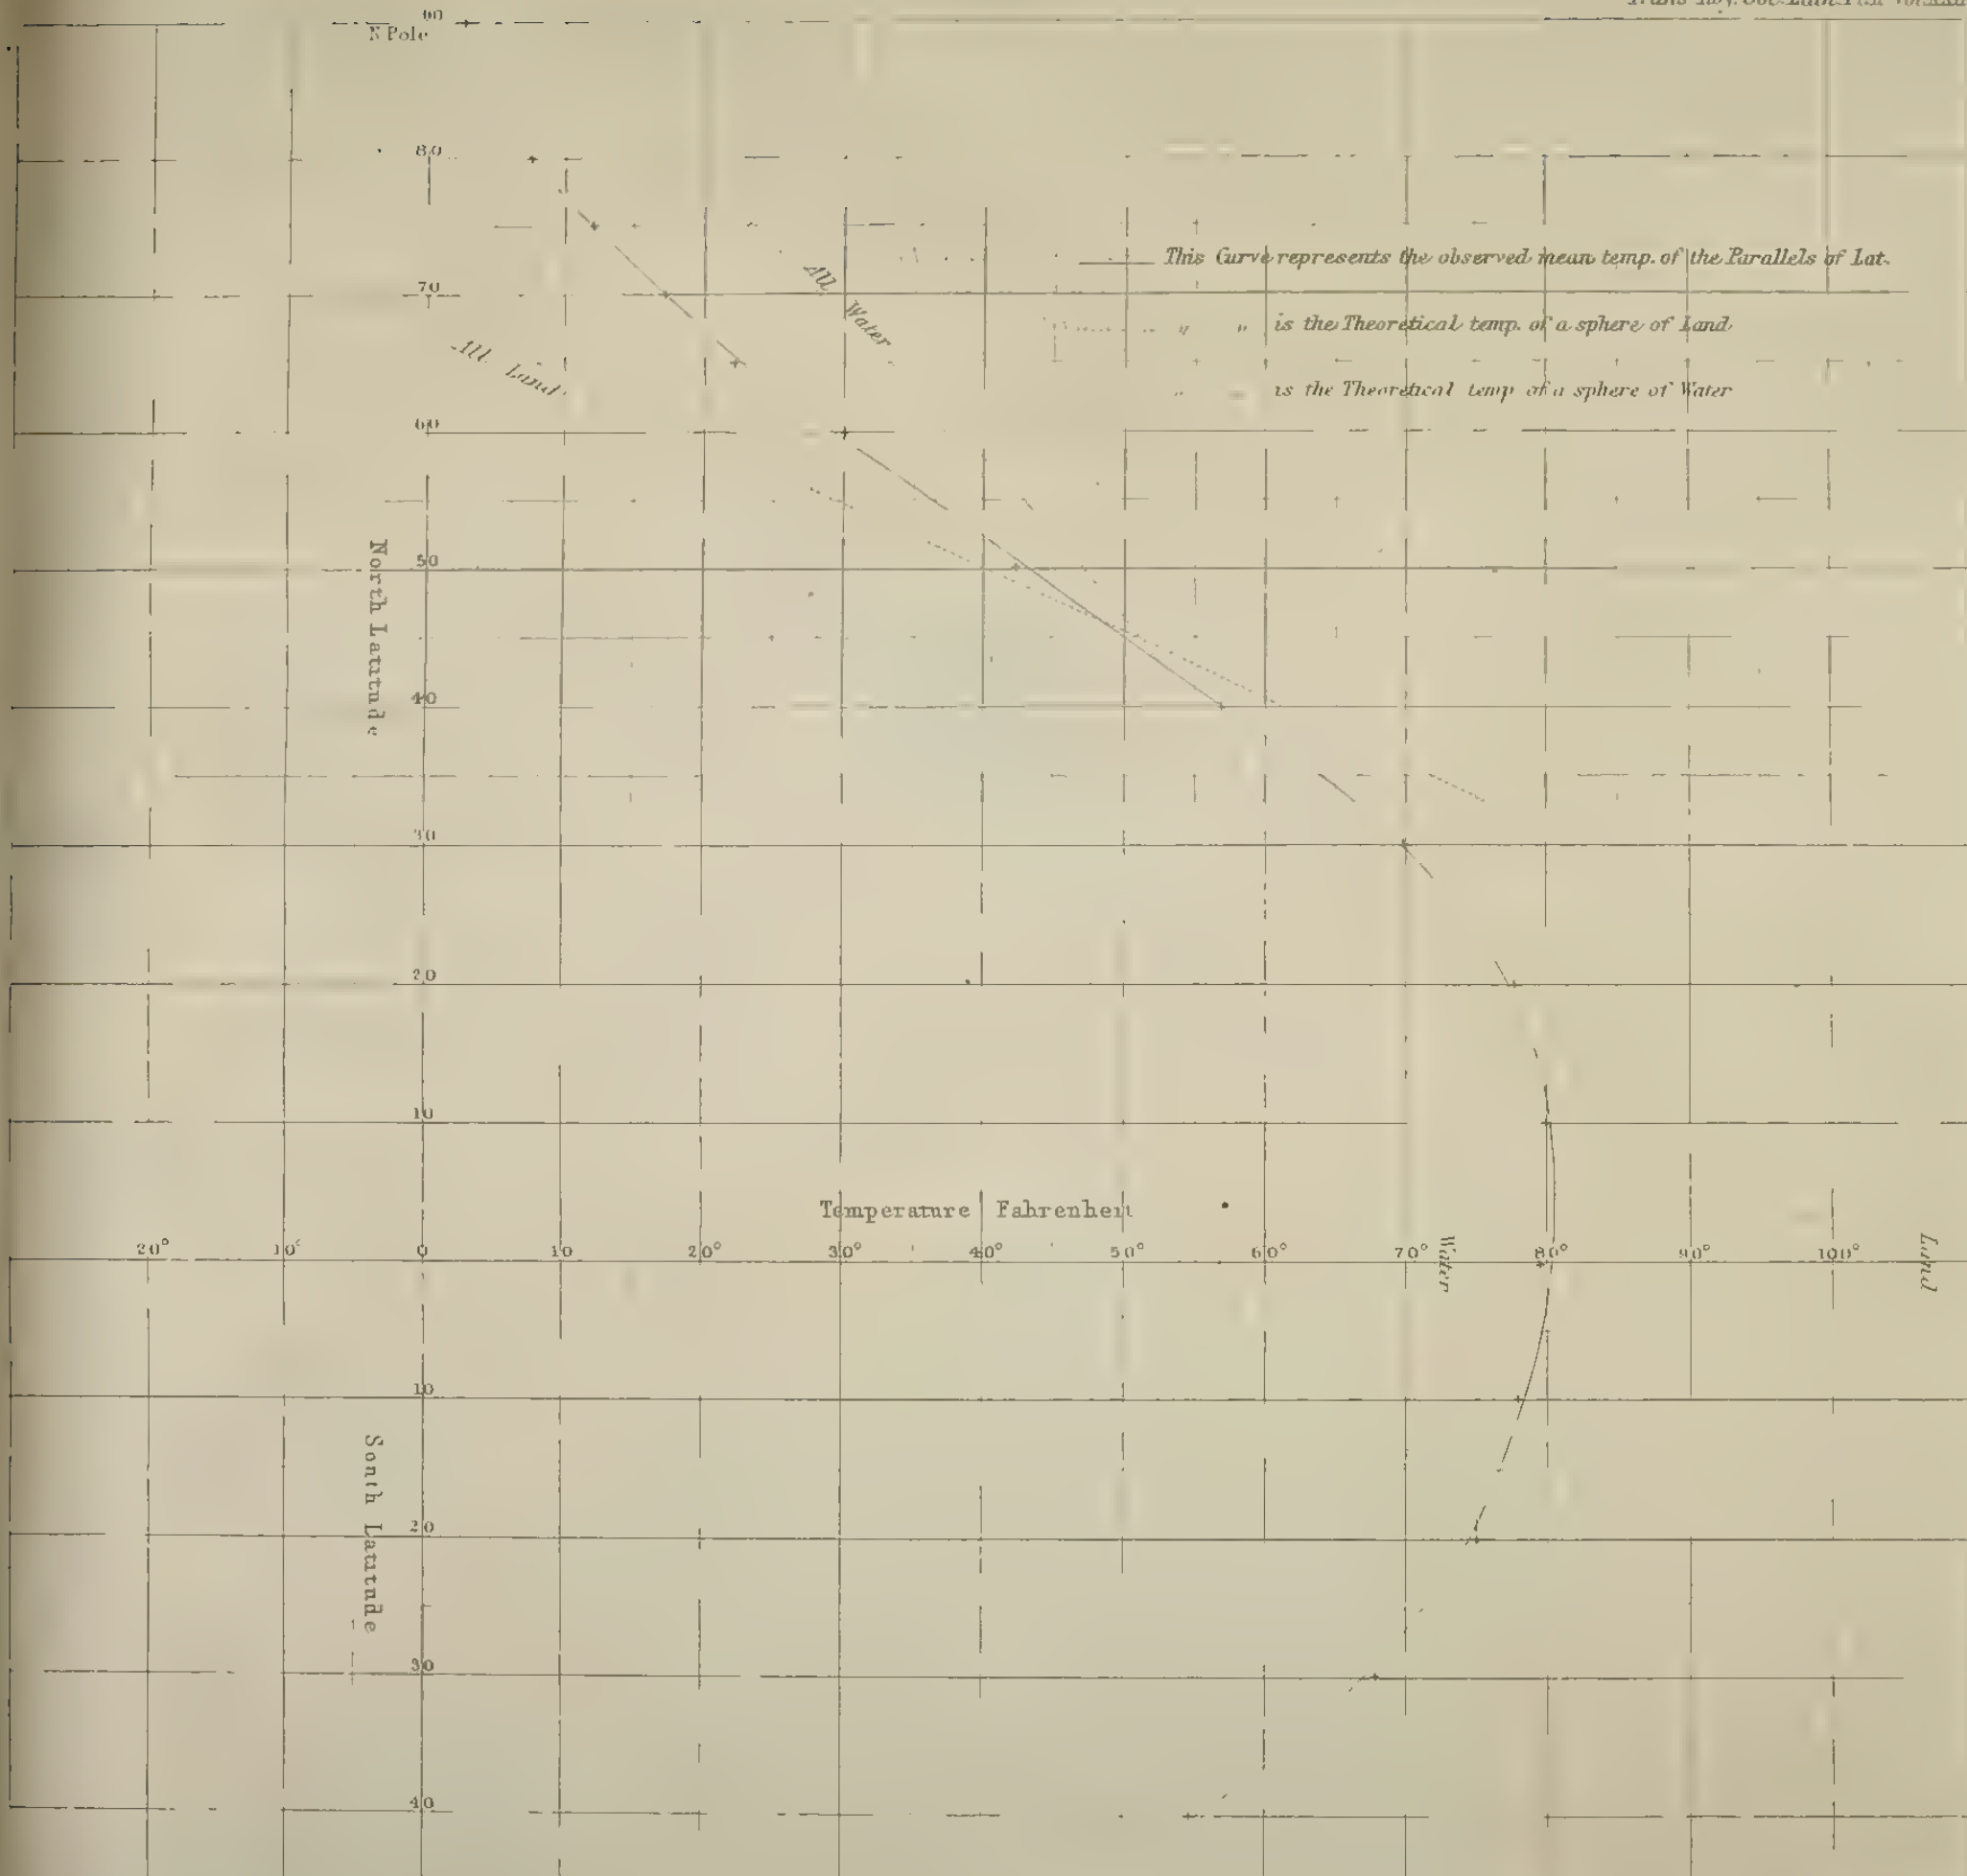 Trans. Roy. Soc. Edin.
90
N Pole
80
This Curve represents the observed mean temp. of the Parallels of Lat.
All Water
70
" " is the Theoretical temp. of a sphere of Land
All Land
" is the Theoretical temp of a sphere of Water
60
North Latitude
50
40
30
20
10
Temperature Fahrenheit
20° 10° 0 10 20° 30° 40° 50° 60° 70° Water 80° 90° 100° Land
10
South Latitude
20
30
40